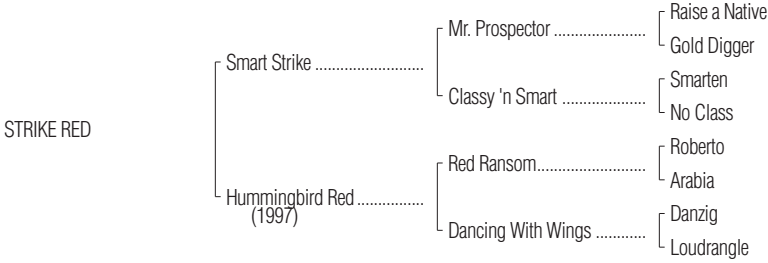 Raise a Native
Mr. Prospector ......................
Gold Digger
Smart Strike ..........................
Smarten
Classy 'n Smart ....................
No Class
STRIKE RED
Roberto
Red Ransom..........................
Arabia
Hummingbird Red ................
(1997)
Danzig
Dancing With Wings ............
Loudrangle